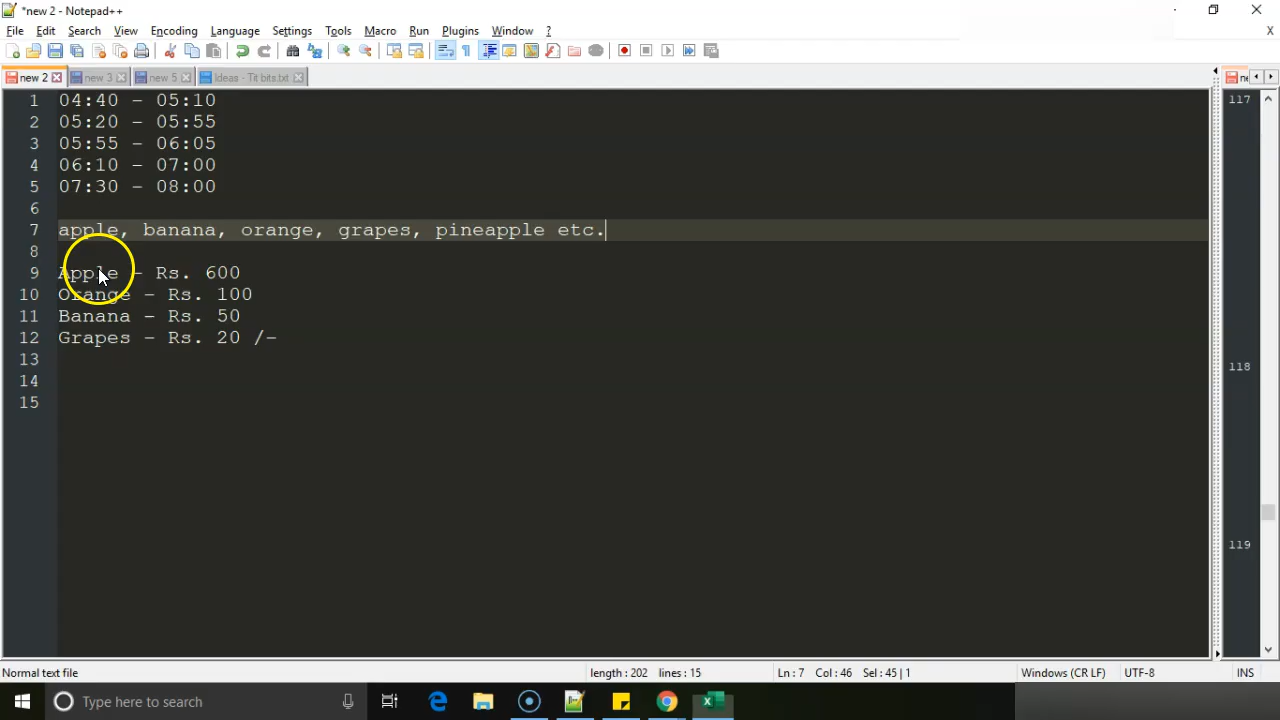 *new 2 - Notepad++
File Edit Search View Encoding Language Settings Tools Macro Run Plugins Window ?
X
new 2 new 3 new 5 Ideas - Tit bits.txt
1 04:40 - 05:10
2 05:20 - 05:55
3 05:55 - 06:05
4 06:10 - 07:00
5 07:30 - 08:00
6
7 apple, banana, orange, grapes, pineapple etc.
8
9 Apple - Rs. 600
10 Orange - Rs. 100
11 Banana - Rs. 50
12 Grapes - Rs. 20 /-
13
14
15
117
118
119
Normal text file length : 202 lines : 15 Ln : 7 Col : 46 Sel : 45 | 1 Windows (CR LF) UTF-8 INS
Type here to search